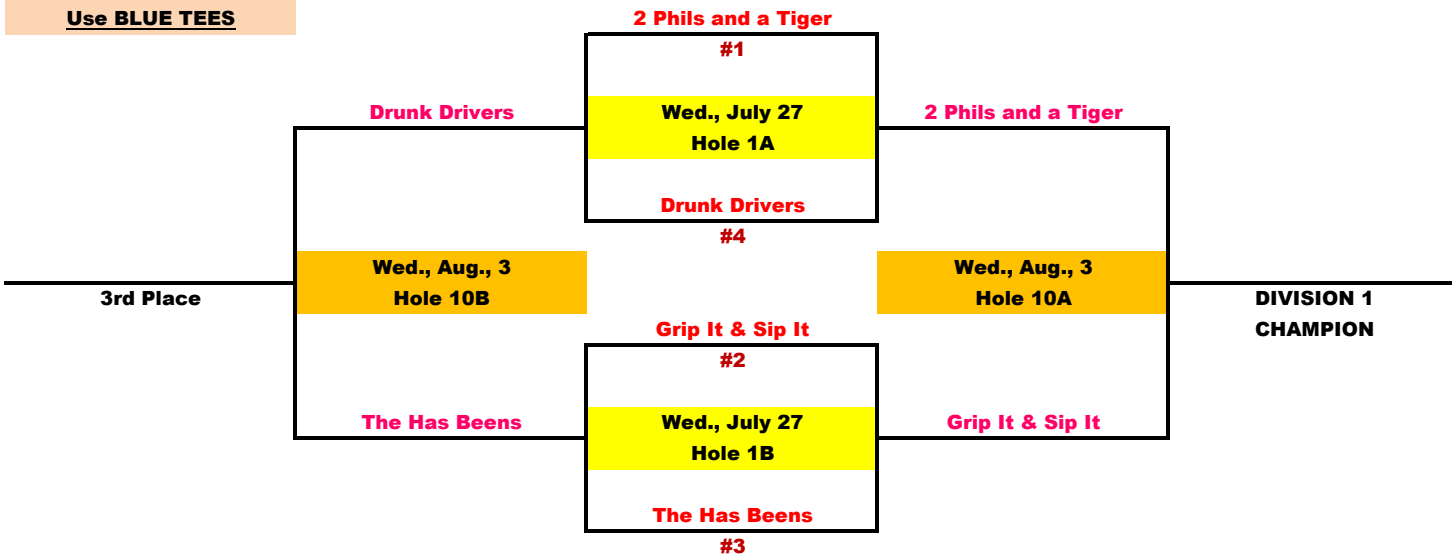 Use BLUE TEES
2 Phils and a Tiger
#1
Drunk Drivers
Wed., July 27
2 Phils and a Tiger
Hole 1A
Drunk Drivers
#4
Wed., Aug., 3
Wed., Aug., 3
3rd Place
Hole 10B
Hole 10A
DIVISION 1
CHAMPION
Grip It & Sip It
#2
The Has Beens
Wed., July 27
Grip It & Sip It
Hole 1B
The Has Beens
#3